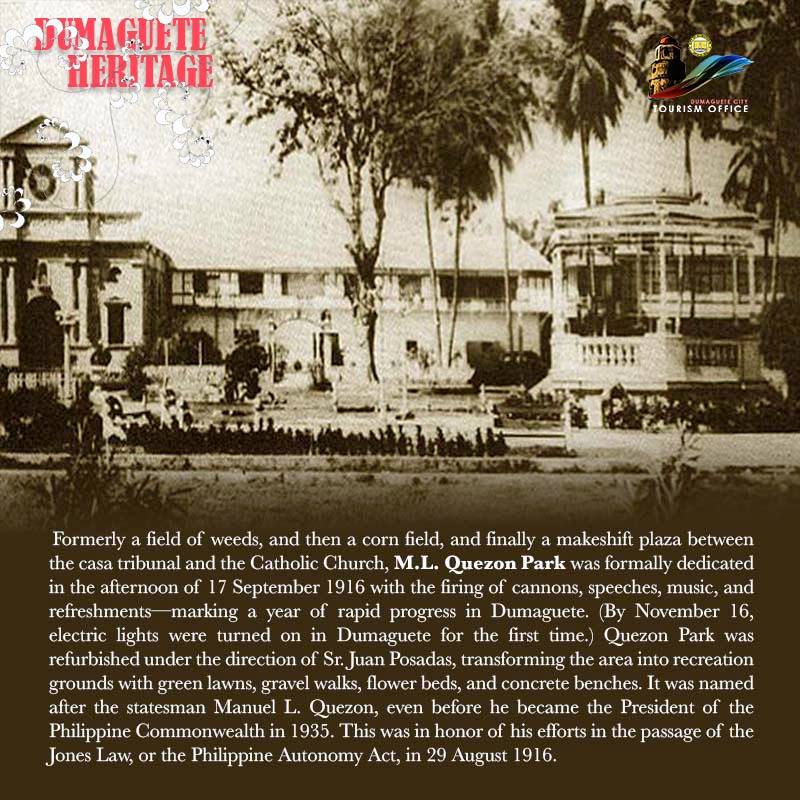 DUMAGUETE
HERITAGE
DUMAGUETE CITY
TOURISM OFFICE
Formerly a field of weeds, and then a corn field, and finally a makeshift plaza between
the casa tribunal and the Catholic Church, M.L. Quezon Park was formally dedicated
in the afternoon of 17 September 1916 with the firing of cannons, speeches, music, and
refreshments—marking a year of rapid progress in Dumaguete. (By November 16,
electric lights were turned on in Dumaguete for the first time.) Quezon Park was
refurbished under the direction of Sr. Juan Posadas, transforming the area into recreation
grounds with green lawns, gravel walks, flower beds, and concrete benches. It was named
after the statesman Manuel L. Quezon, even before he became the President of the
Philippine Commonwealth in 1935. This was in honor of his efforts in the passage of the
Jones Law, or the Philippine Autonomy Act, in 29 August 1916.